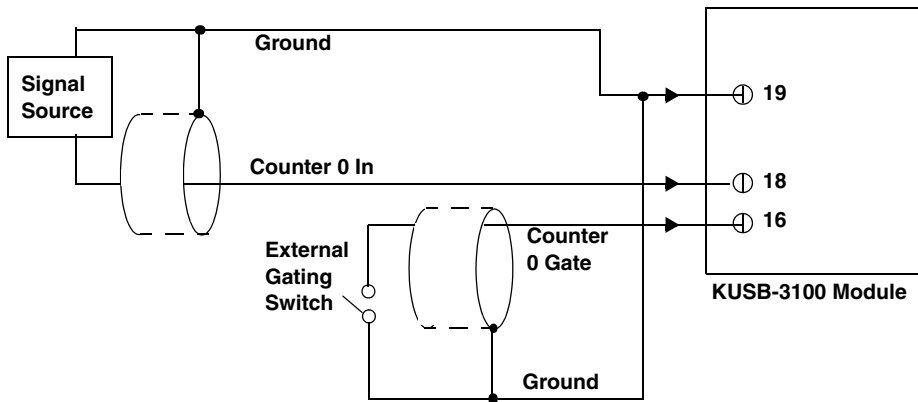 Ground
Signal
Source
19
Counter 0 In
18
16
Counter
0 Gate
External
Gating
Switch
KUSB-3100 Module
Ground